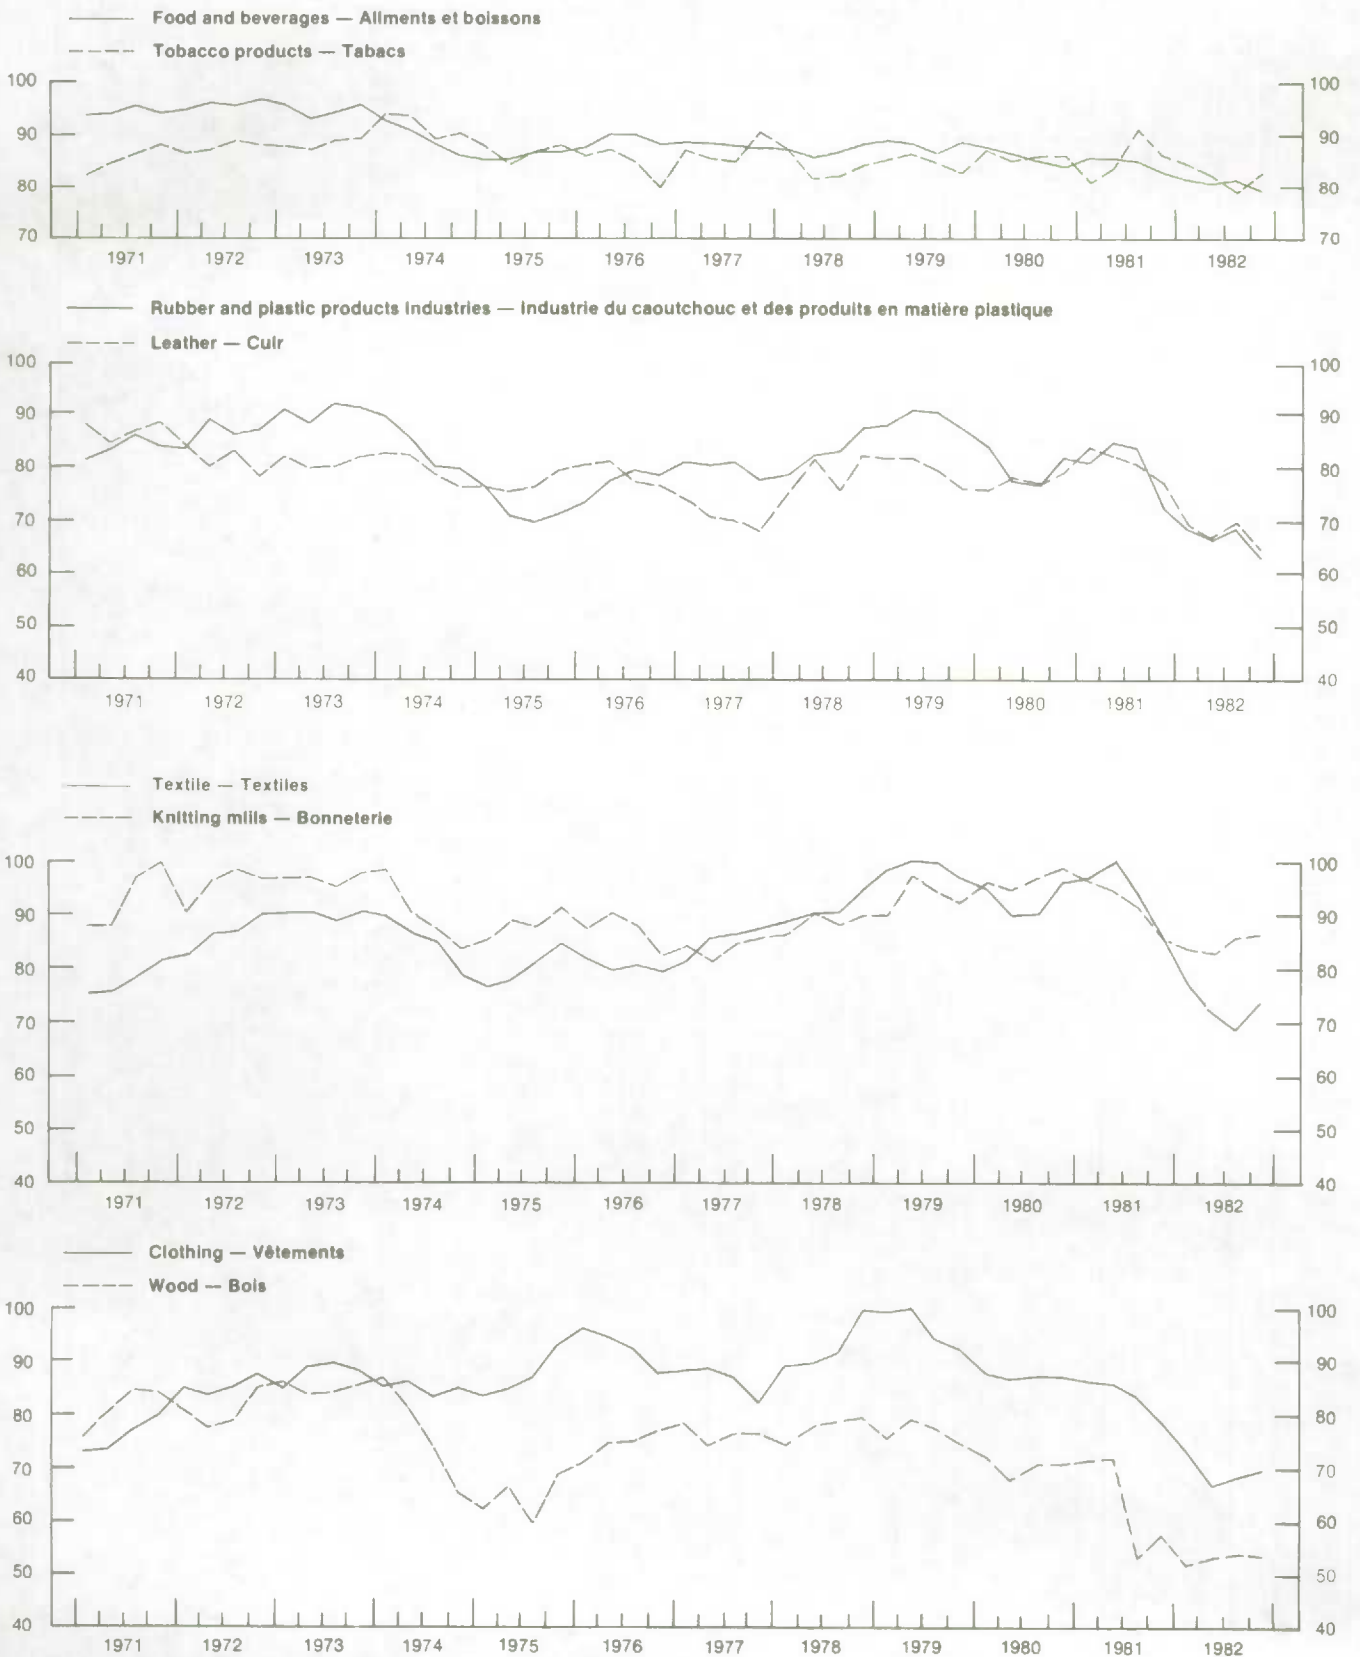 Food and beverages — Aliments et boissons
Tobacco products — Tabacs
100 100
90 90
80 80
70 70
1971 1972 1973 1974 1975 1976 1977 1978 1979 1980 1981 1982
Rubber and plastic products industries — Industrie du caoutchouc et des produits en matière plastique
Leather — Cuir
100 100
90 90
80 80
70 70
60 60
50 50
40 40
1971 1972 1973 1974 1975 1976 1977 1978 1979 1980 1981 1982
Textile — Textiles
Knitting mills — Bonneterie
100 100
90 90
80 80
70 70
60 60
50 50
40 40
1971 1972 1973 1974 1975 1976 1977 1978 1979 1980 1981 1982
Clothing — Vêtements
Wood — Bois
100 100
90 90
80 80
70 70
60 60
50 50
40 40
1971 1972 1973 1974 1975 1976 1977 1978 1979 1980 1981 1982